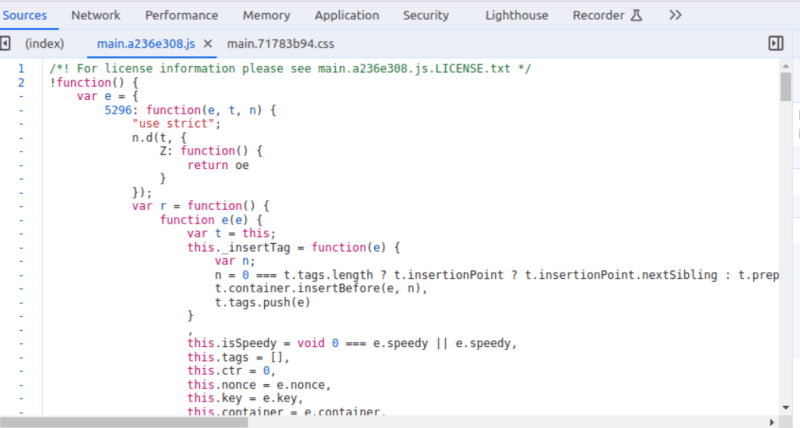 Sources Network Performance Memory Application Security Lighthouse Recorder
(index) main.a236e308.js × main.71783b94.css
1 /*! For license information please see main.a236e308.js.LICENSE.txt */
2 !function() {
- var e = {
- 5296: function(e, t, n) {
- "use strict";
- n.d(t, {
- Z: function() {
- return oe
- }
- });
- var r = function() {
- function e(e) {
- var t = this;
- this._insertTag = function(e) {
- var n;
- n = 0 === t.tags.length ? t.insertionPoint ? t.insertionPoint.nextSibling : t.prep
- t.container.insertBefore(e, n),
- t.tags.push(e)
- }
- ,
- this.isSpeedy = void 0 === e.speedy || e.speedy,
- this.tags = [],
- this.ctr = 0,
- this.nonce = e.nonce,
- this.key = e.key,
- this.container = e.container,